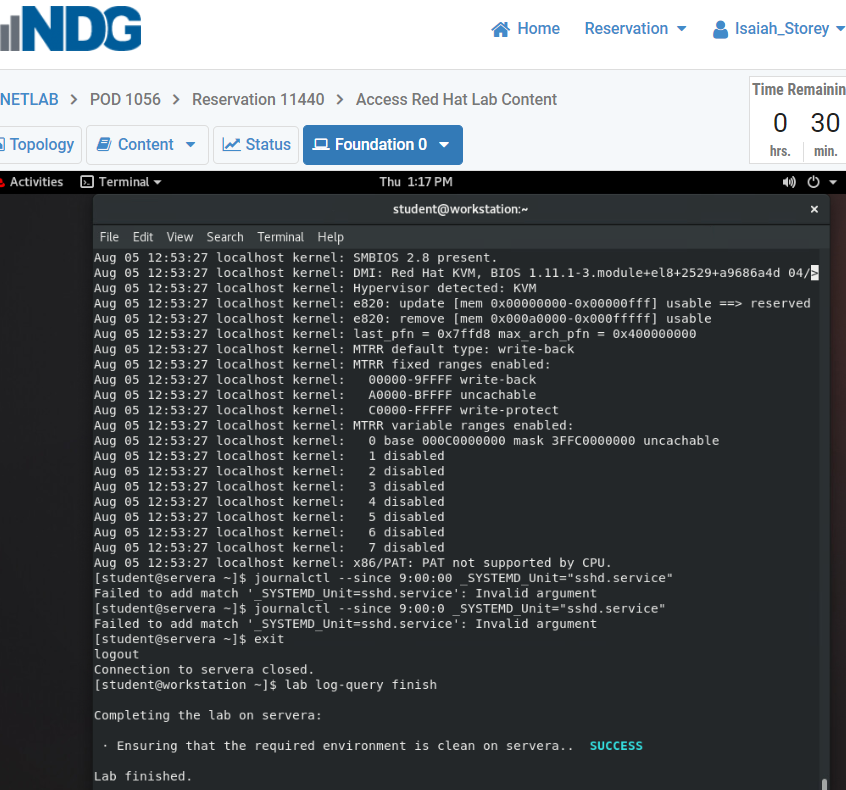 NDG
Home Reservation Isaiah_Storey
NETLAB > POD 1056 > Reservation 11440 > Access Red Hat Lab Content
Time Remainin
0 30
hrs. min.
Topology Content Status Foundation 0
Activities Terminal Thu 1:17 PM
student@workstation:~ ×
File Edit View Search Terminal Help
Aug 05 12:53:27 localhost kernel: SMBIOS 2.8 present.
Aug 05 12:53:27 localhost kernel: DMI: Red Hat KVM, BIOS 1.11.1-3.module+el8+2529+a9686a4d 04/>
Aug 05 12:53:27 localhost kernel: Hypervisor detected: KVM
Aug 05 12:53:27 localhost kernel: e820: update [mem 0x00000000-0x00000fff] usable ==> reserved
Aug 05 12:53:27 localhost kernel: e820: remove [mem 0x000a0000-0x000fffff] usable
Aug 05 12:53:27 localhost kernel: last_pfn = 0x7ffd8 max_arch_pfn = 0x400000000
Aug 05 12:53:27 localhost kernel: MTRR default type: write-back
Aug 05 12:53:27 localhost kernel: MTRR fixed ranges enabled:
Aug 05 12:53:27 localhost kernel:   00000-9FFFF write-back
Aug 05 12:53:27 localhost kernel:   A0000-BFFFF uncachable
Aug 05 12:53:27 localhost kernel:   C0000-FFFFF write-protect
Aug 05 12:53:27 localhost kernel: MTRR variable ranges enabled:
Aug 05 12:53:27 localhost kernel:   0 base 000C0000000 mask 3FFC0000000 uncachable
Aug 05 12:53:27 localhost kernel:   1 disabled
Aug 05 12:53:27 localhost kernel:   2 disabled
Aug 05 12:53:27 localhost kernel:   3 disabled
Aug 05 12:53:27 localhost kernel:   4 disabled
Aug 05 12:53:27 localhost kernel:   5 disabled
Aug 05 12:53:27 localhost kernel:   6 disabled
Aug 05 12:53:27 localhost kernel:   7 disabled
Aug 05 12:53:27 localhost kernel: x86/PAT: PAT not supported by CPU.
[student@servera ~]$ journalctl --since 9:00:00 _SYSTEMD_Unit="sshd.service"
Failed to add match '_SYSTEMD_Unit=sshd.service': Invalid argument
[student@servera ~]$ journalctl --since 9:00:0 _SYSTEMD_Unit="sshd.service"
Failed to add match '_SYSTEMD_Unit=sshd.service': Invalid argument
[student@servera ~]$ exit
logout
Connection to servera closed.
[student@workstation ~]$ lab log-query finish
Completing the lab on servera:
· Ensuring that the required environment is clean on servera.. SUCCESS
Lab finished.